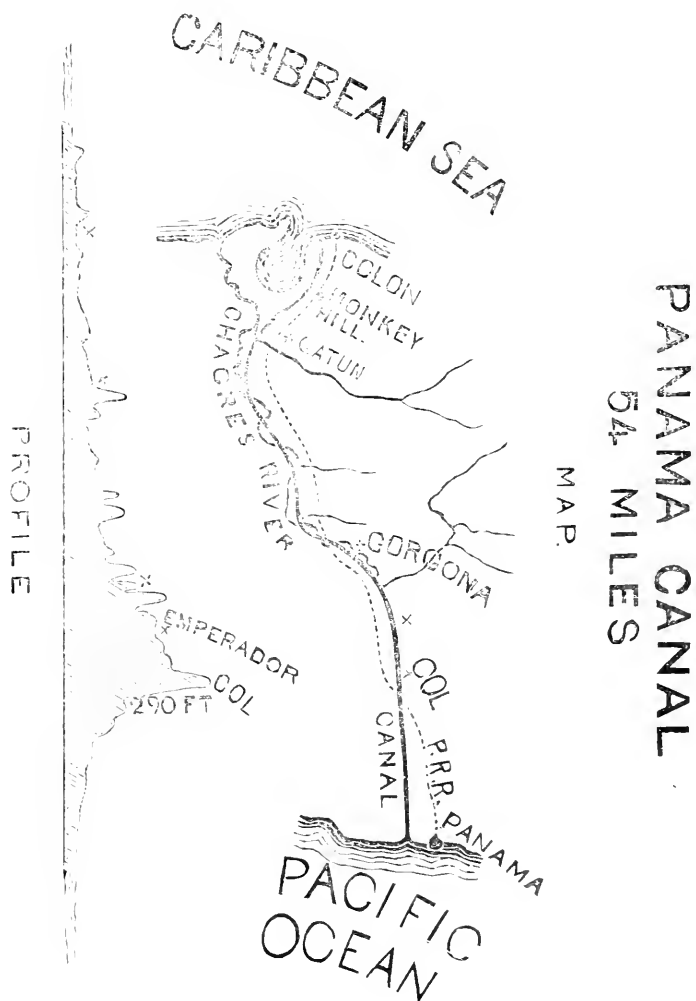 PANAMA CANAL
54 MILES
MAP.
CARIBBEAN SEA
COLON
MONKEY
HILL.
GATUN
CHAGRES RIVER
GORGONA
COL
CANAL
P.R.R.
PANAMA
PACIFIC
OCEAN
EMPERADOR
COL
290 FT
PROFILE